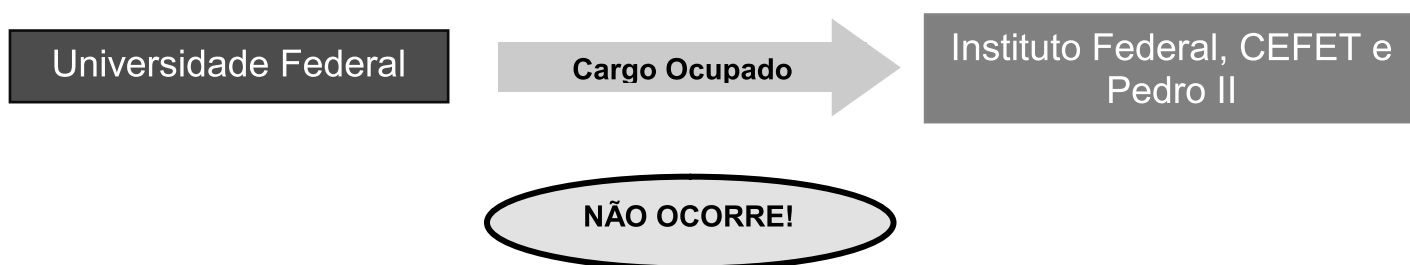 Universidade Federal
Cargo Ocupado
Instituto Federal, CEFET e
Pedro II
NÃO OCORRE!